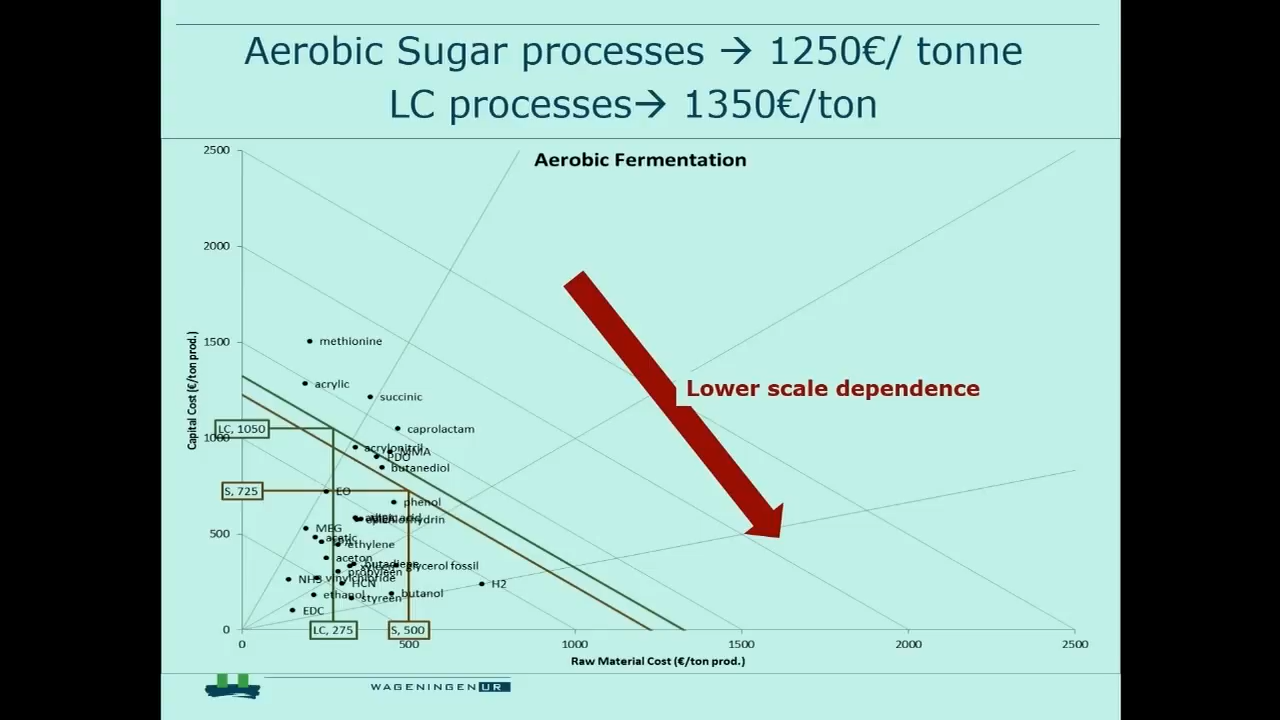 Aerobic Sugar processes → 1250€/ tonne
LC processes→ 1350€/ton
Aerobic Fermentation
2500
2000
1500
1000
500
0
Capital Cost (€/ton prod.)
methionine
acrylic
succinic
LC, 1050
caprolactam
acrylonitril
MMA
PDO
butanediol
S, 725
EO
phenol
epichlorhydrin
MEG
acetic
ethylene
aceton
butadiene
glycerol fossil
propyleen
NH3
vinylchloride
HCN
H2
ethanol
styreen
butanol
EDC
LC, 275
S, 500
Lower scale dependence
0
500
1000
1500
2000
2500
Raw Material Cost (€/ton prod.)
WAGENINGEN UR